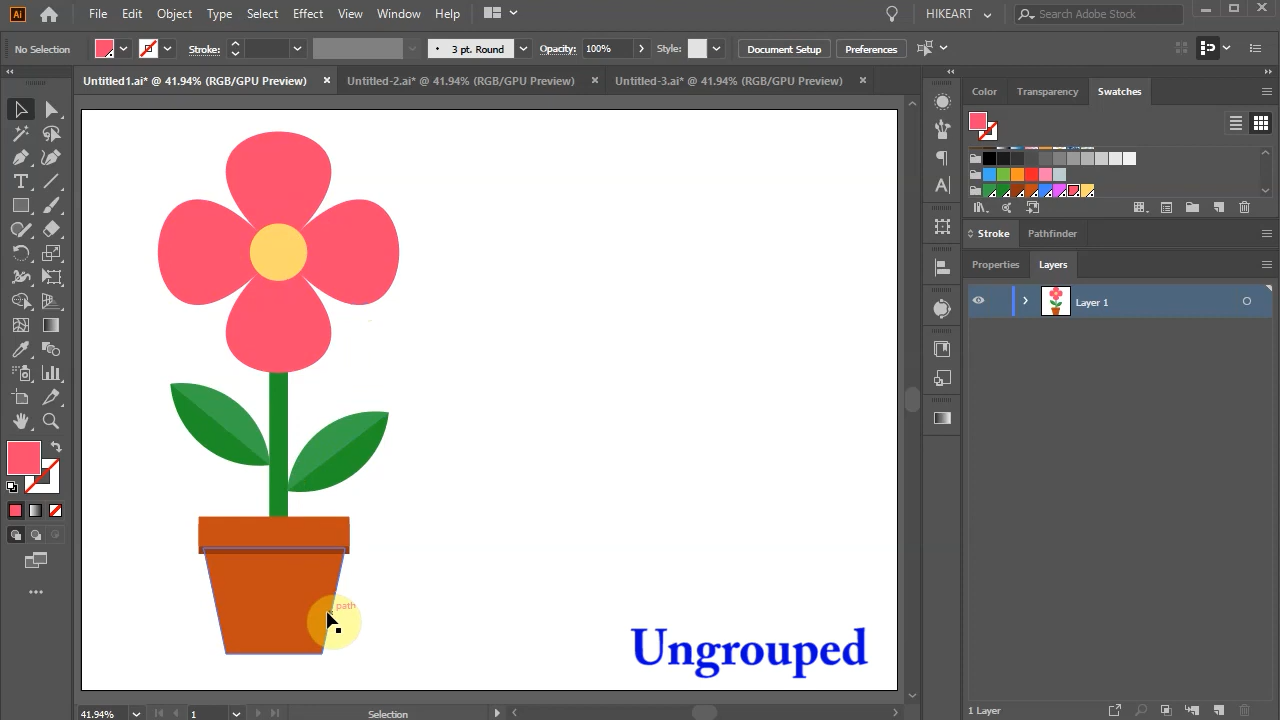 Ai File Edit Object Type Select Effect View Window Help HIKEART Search Adobe Stock
No Selection Stroke: 3 pt. Round Opacity: 100% Style: Document Setup Preferences
Untitled1.ai* @ 41.94% (RGB/GPU Preview) Untitled-2.ai* @ 41.94% (RGB/GPU Preview) Untitled-3.ai* @ 41.94% (RGB/GPU Preview)
Color Transparency Swatches
Stroke Pathfinder
Properties Layers
Layer 1
path
Ungrouped
41.94% 1 Selection 1 Layer